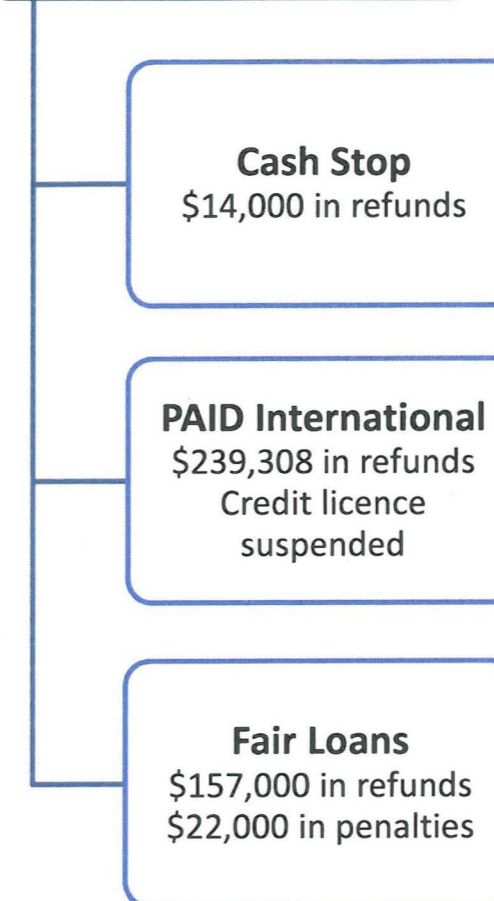 Cash Stop
$14,000 in refunds
PAID International
$239,308 in refunds
Credit licence
suspended
Fair Loans
$157,000 in refunds
$22,000 in penalties